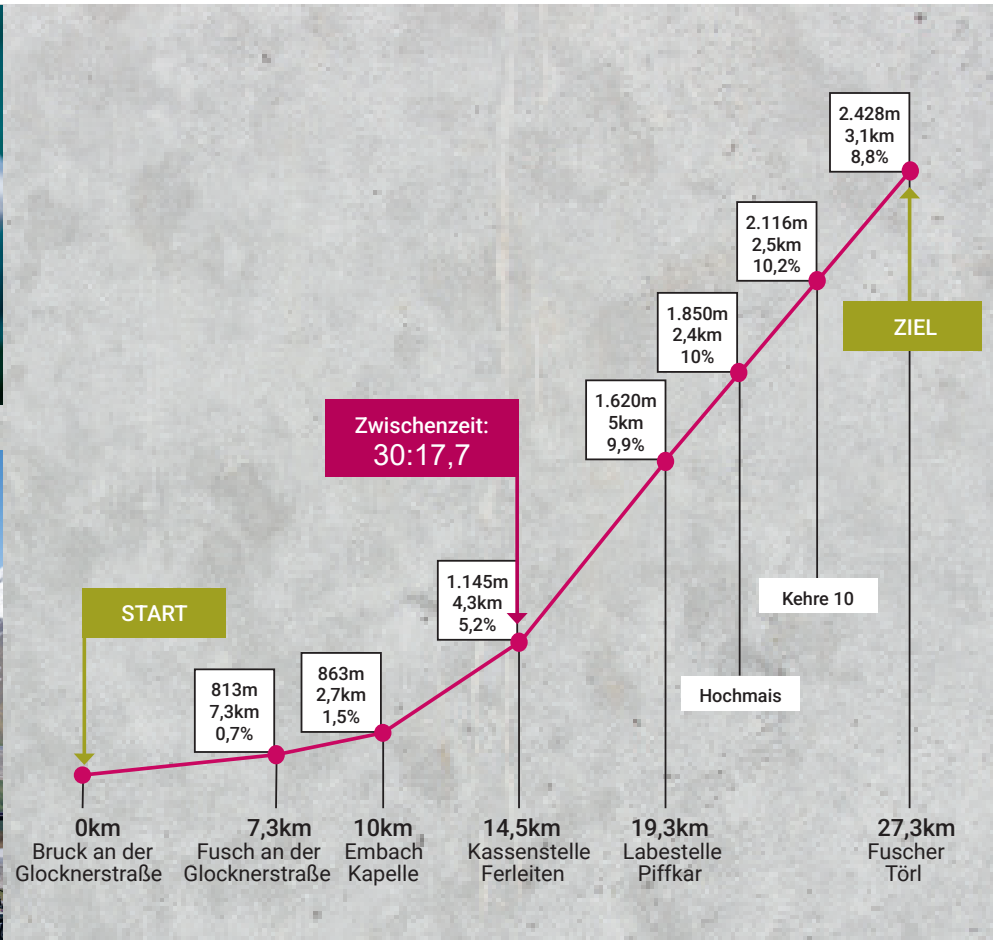 2.428m
3,1km
8,8%
2.116m
2,5km
10,2%
1.850m
2,4km
10%
ZIEL
1.620m
5km
9,9%
Zwischenzeit:
30:17,7
1.145m
4,3km
5,2%
START
Kehre 10
813m
7,3km
0,7%
863m
2,7km
1,5%
Hochmais
0km
Bruck an der
Glocknerstraße
7,3km
Fusch an der
Glocknerstraße
10km
Embach
Kapelle
14,5km
Kassenstelle
Ferleiten
19,3km
Labestelle
Piffkar
27,3km
Fuscher
Törl